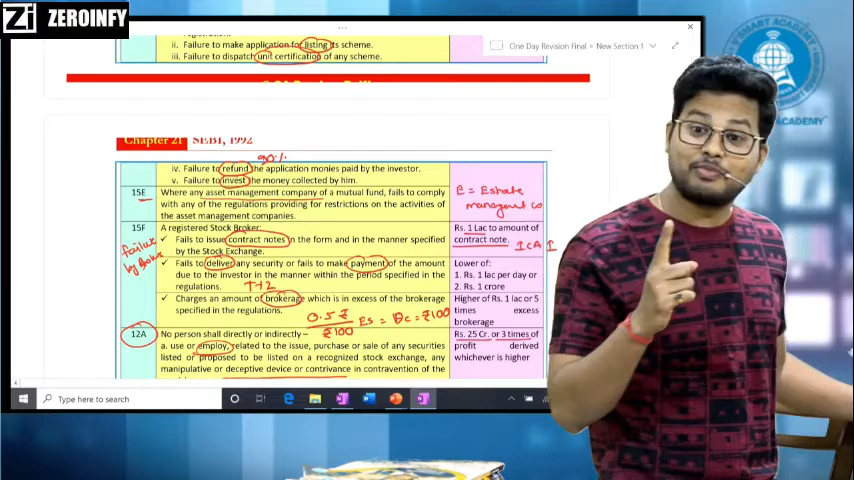 Zi ZEROINFY
registration.
ii. Failure to make application for listing its scheme.
iii. Failure to dispatch unit certification of any scheme.
One Day Revision Final > New Section 1
SMART ACADEMY
ACADEMY
Chapter 21 SEBI, 1992
90%
iv. Failure to refund the application monies paid by the investor.
v. Failure to invest the money collected by him.
15E
Where any asset management company of a mutual fund, fails to comply
with any of the regulations providing for restrictions on the activities of
the asset management companies.
E = Estate
management co
15F
failure
by Broker
A registered Stock Broker:
✓ Fails to issue contract notes in the form and in the manner specified
by the Stock Exchange.
Rs. 1 Lac to amount of
contract note.
ICAI
✓ Fails to deliver any security or fails to make payment of the amount
due to the investor in the manner within the period specified in the
regulations.
T+2
Lower of:
1. Rs. 1 lac per day or
2. Rs. 1 crore
✓ Charges an amount of brokerage which is in excess of the brokerage
specified in the regulations.
0.5₹
₹100
Higher of Rs. 1 lac or 5
times excess
brokerage
12A
No person shall directly or indirectly –
a. use or employ, related to the issue, purchase or sale of any securities
listed or proposed to be listed on a recognized stock exchange, any
manipulative or deceptive device or contrivance in contravention of the
Rs. 25 Cr. or 3 times of
profit derived
whichever is higher
Type here to search